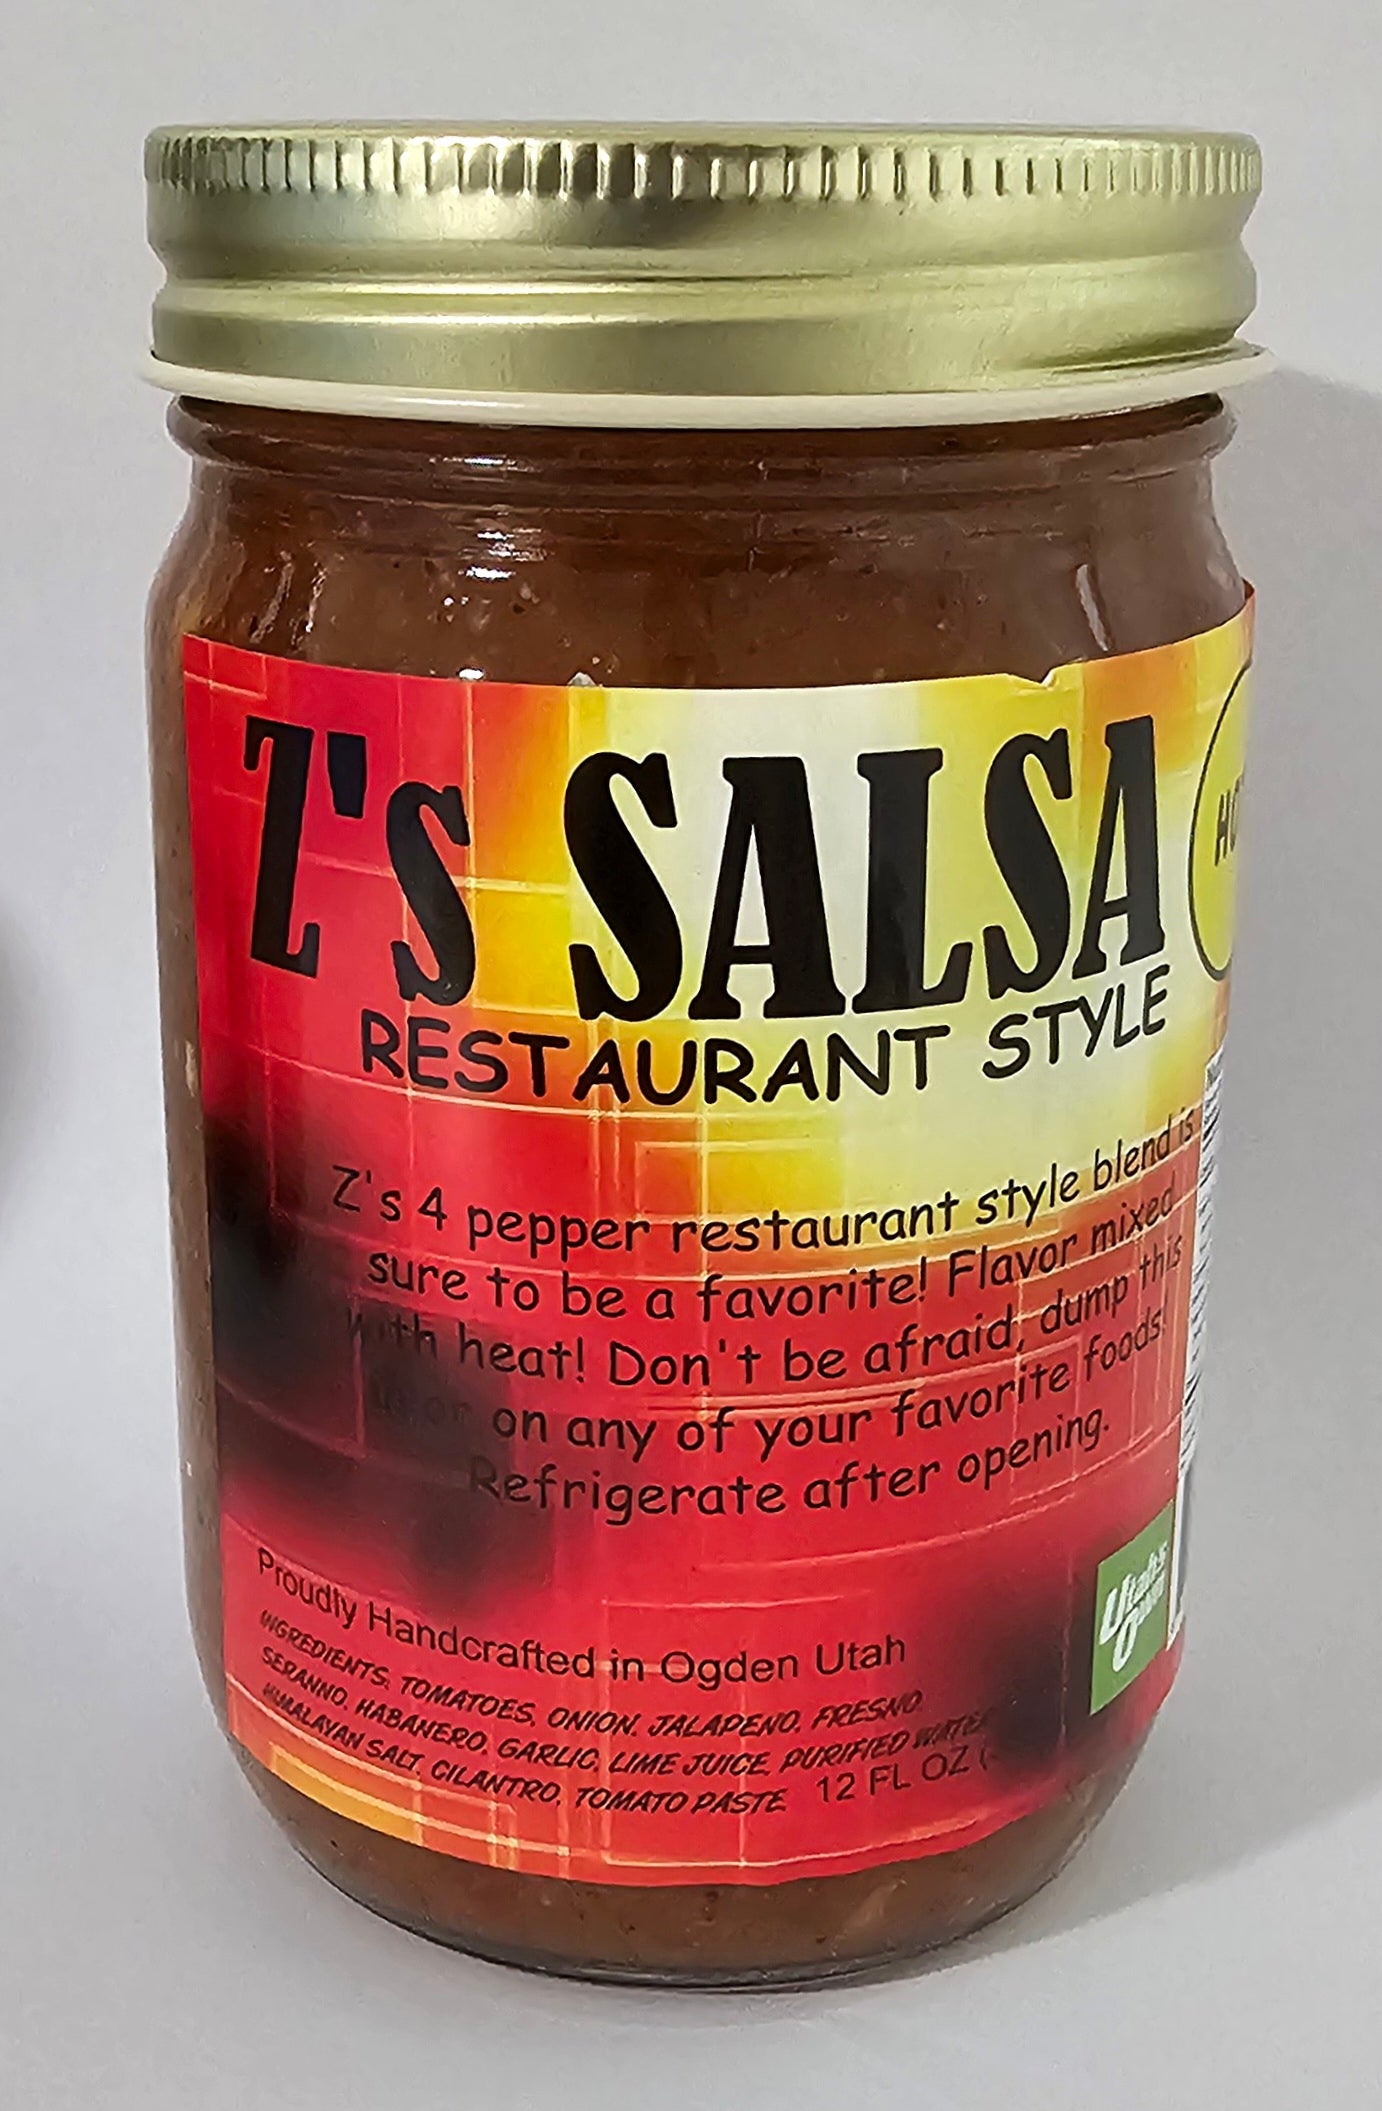 Z's SALSA
RESTAURANT STYLE
Z's 4 pepper restaurant style blend is
sure to be a favorite! Flavor mixed
with heat! Don't be afraid, dump this
on any of your favorite foods!
Refrigerate after opening.
Proudly Handcrafted in Ogden Utah
INGREDIENTS: TOMATOES, ONION, JALAPENO, FRESNO
SERANNO, HABANERO, GARLIC, LIME JUICE, PURIFIED WATER
HIMALAYAN SALT, CILANTRO, TOMATO PASTE
12 FL OZ (
Utah's
Own